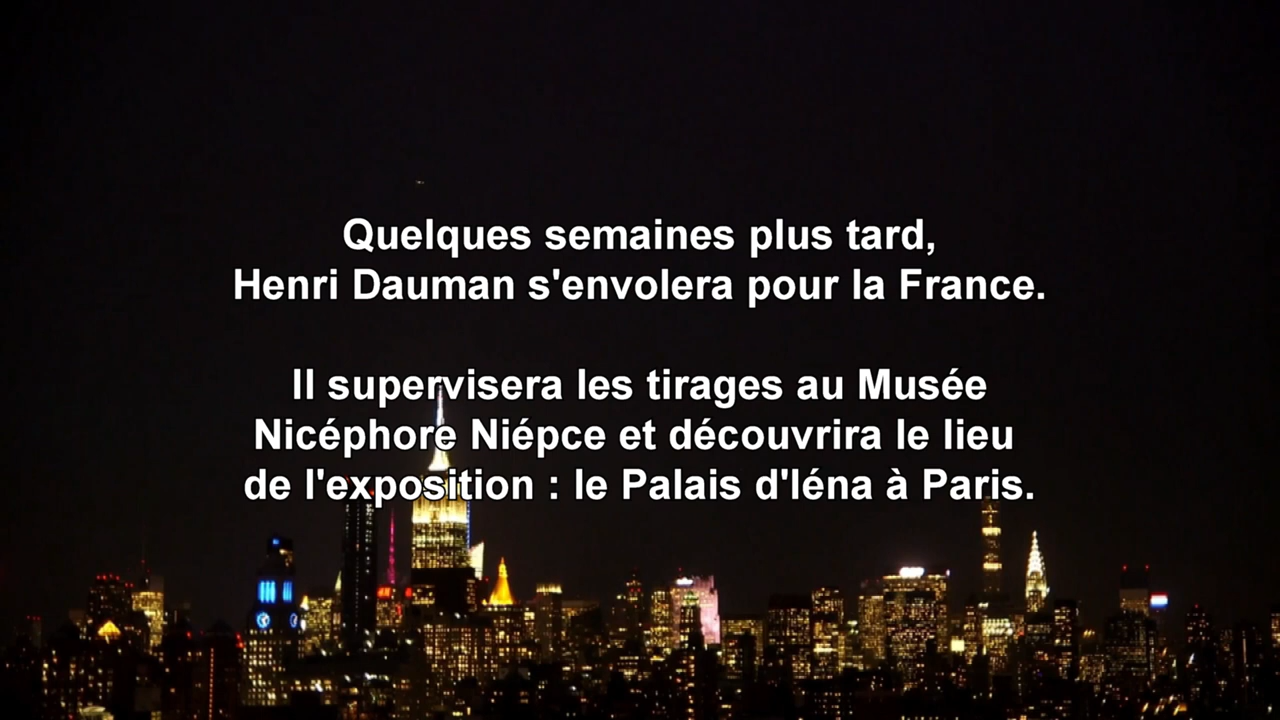 Quelques semaines plus tard,
Henri Dauman s'envolera pour la France.
Il supervisera les tirages au Musée
Nicéphore Niépce et découvrira le lieu
de l'exposition : le Palais d'Iéna à Paris.